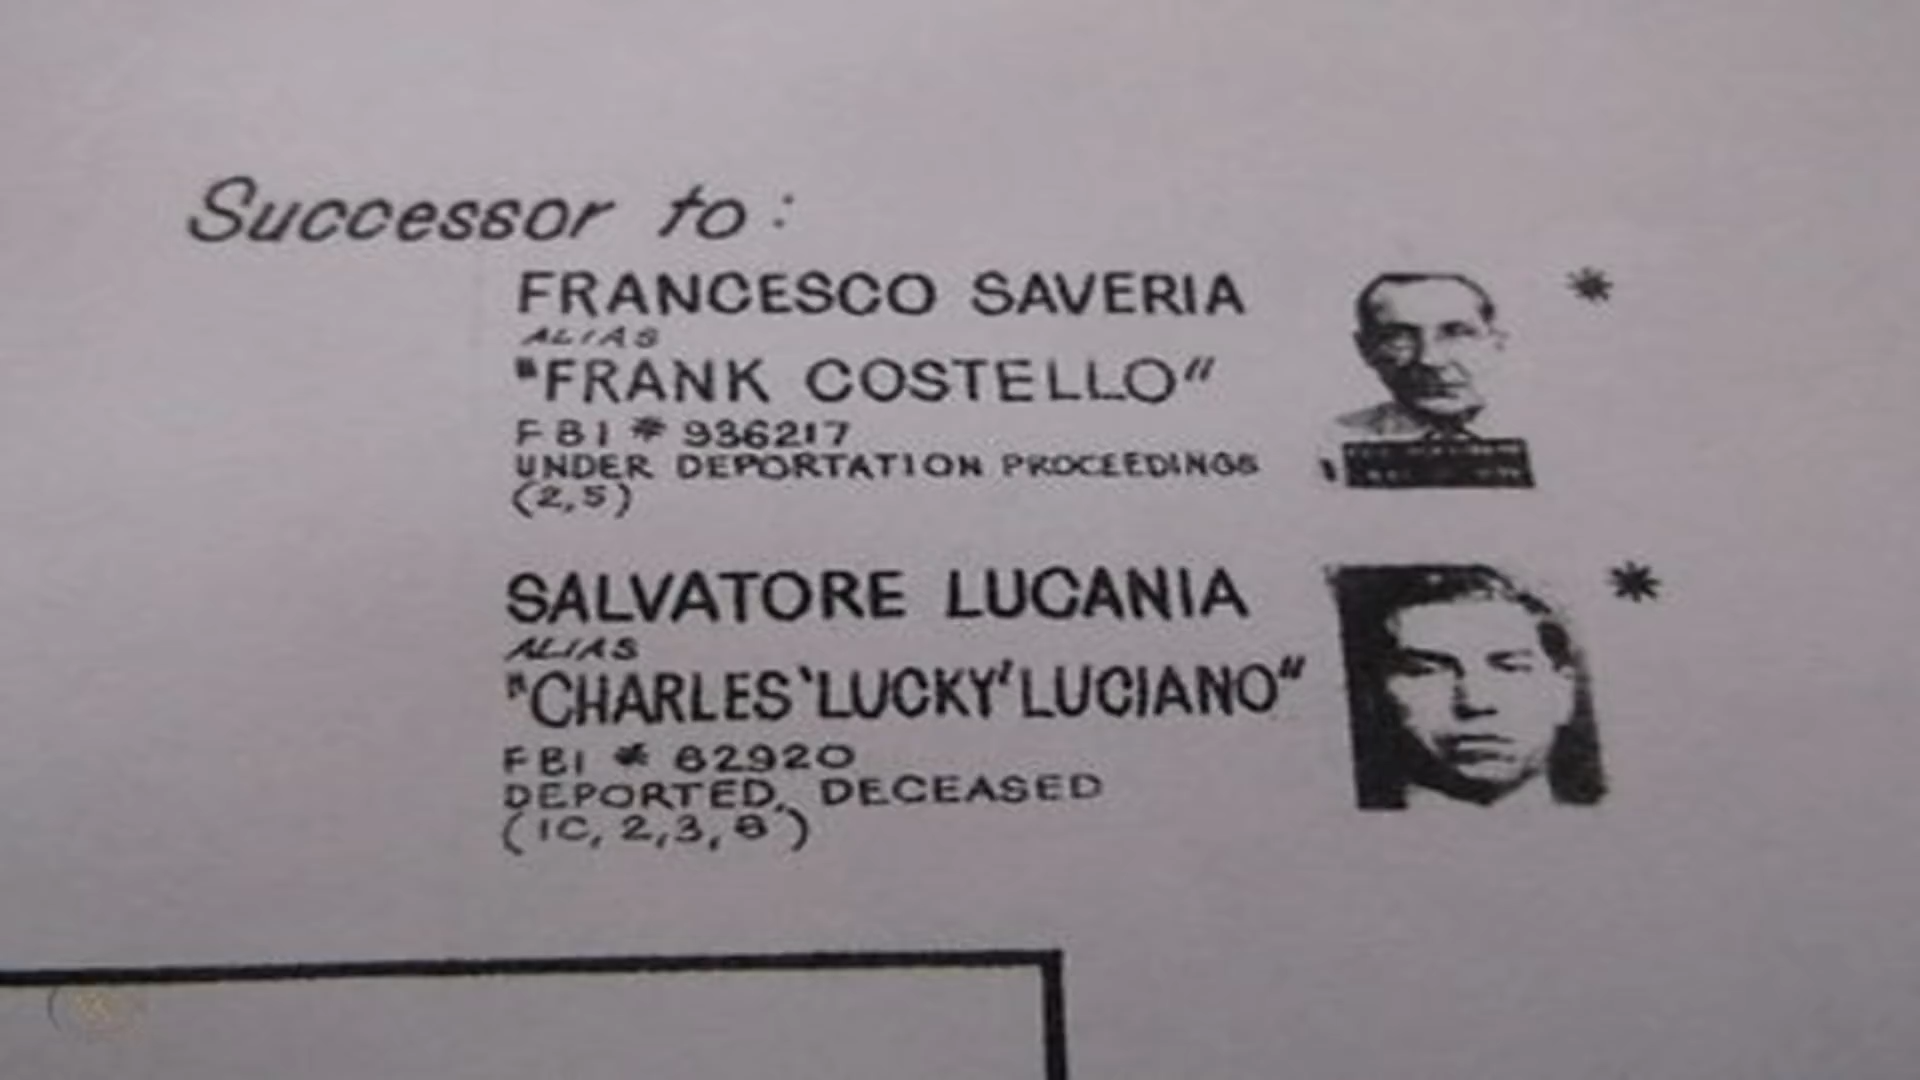 Successor to:
FRANCESCO SAVERIA
ALIAS
"FRANK COSTELLO"
FBI # 936217
UNDER DEPORTATION PROCEEDINGS
(2,5)
SALVATORE LUCANIA
ALIAS
"CHARLES 'LUCKY' LUCIANO"
FBI # 62920
DEPORTED, DECEASED
(1C, 2,3,8)